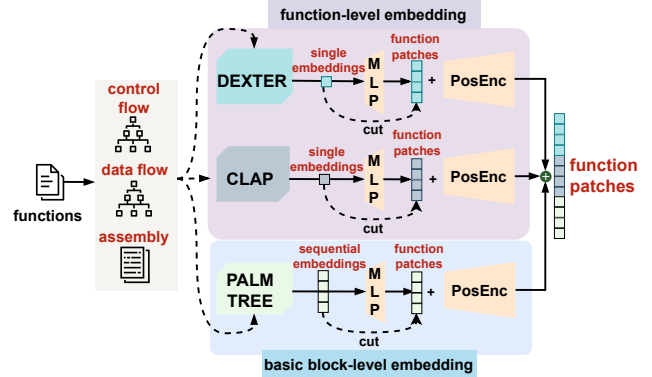 function-level embedding
control
flow
data flow
assembly
functions
DEXTER
single
embeddings
M
L
P
function
patches
+
PosEnc
cut
CLAP
single
embeddings
M
L
P
function
patches
+
PosEnc
cut
PALM
TREE
sequential
embeddings
M
L
P
function
patches
+
PosEnc
cut
+
function
patches
basic block-level embedding